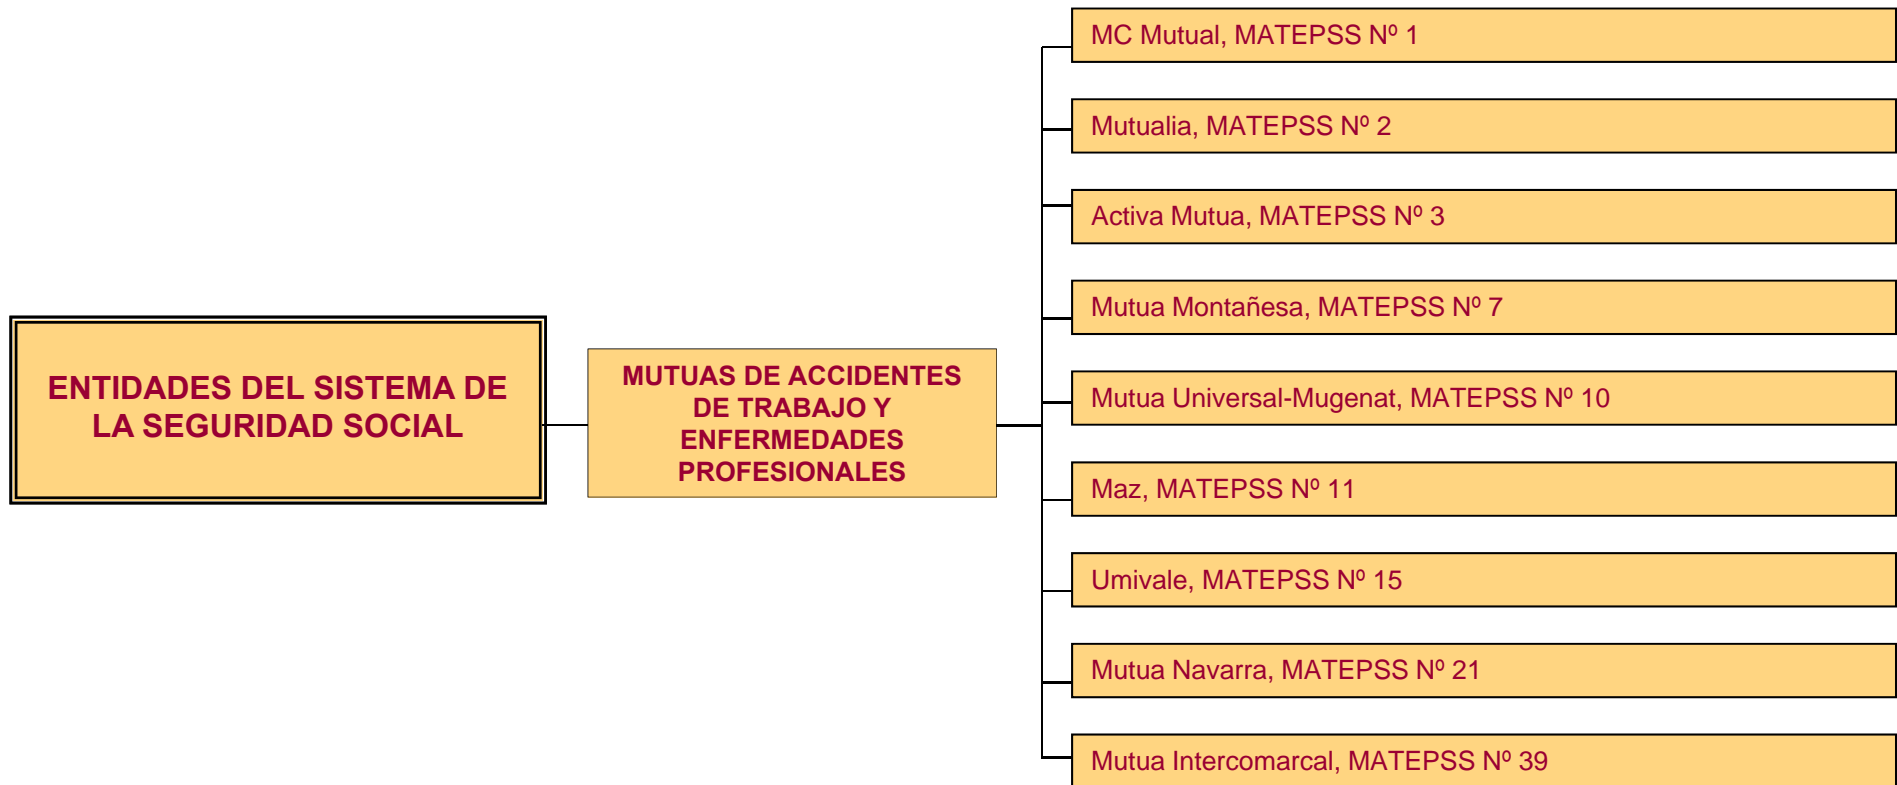 ENTIDADES DEL SISTEMA DE
LA SEGURIDAD SOCIAL
MUTUAS DE ACCIDENTES
DE TRABAJO Y
ENFERMEDADES
PROFESIONALES
MC Mutual, MATEPSS Nº 1
Mutualia, MATEPSS Nº 2
Activa Mutua, MATEPSS Nº 3
Mutua Montañesa, MATEPSS Nº 7
Mutua Universal-Mugenat, MATEPSS Nº 10
Maz, MATEPSS Nº 11
Umivale, MATEPSS Nº 15
Mutua Navarra, MATEPSS Nº 21
Mutua Intercomarcal, MATEPSS Nº 39